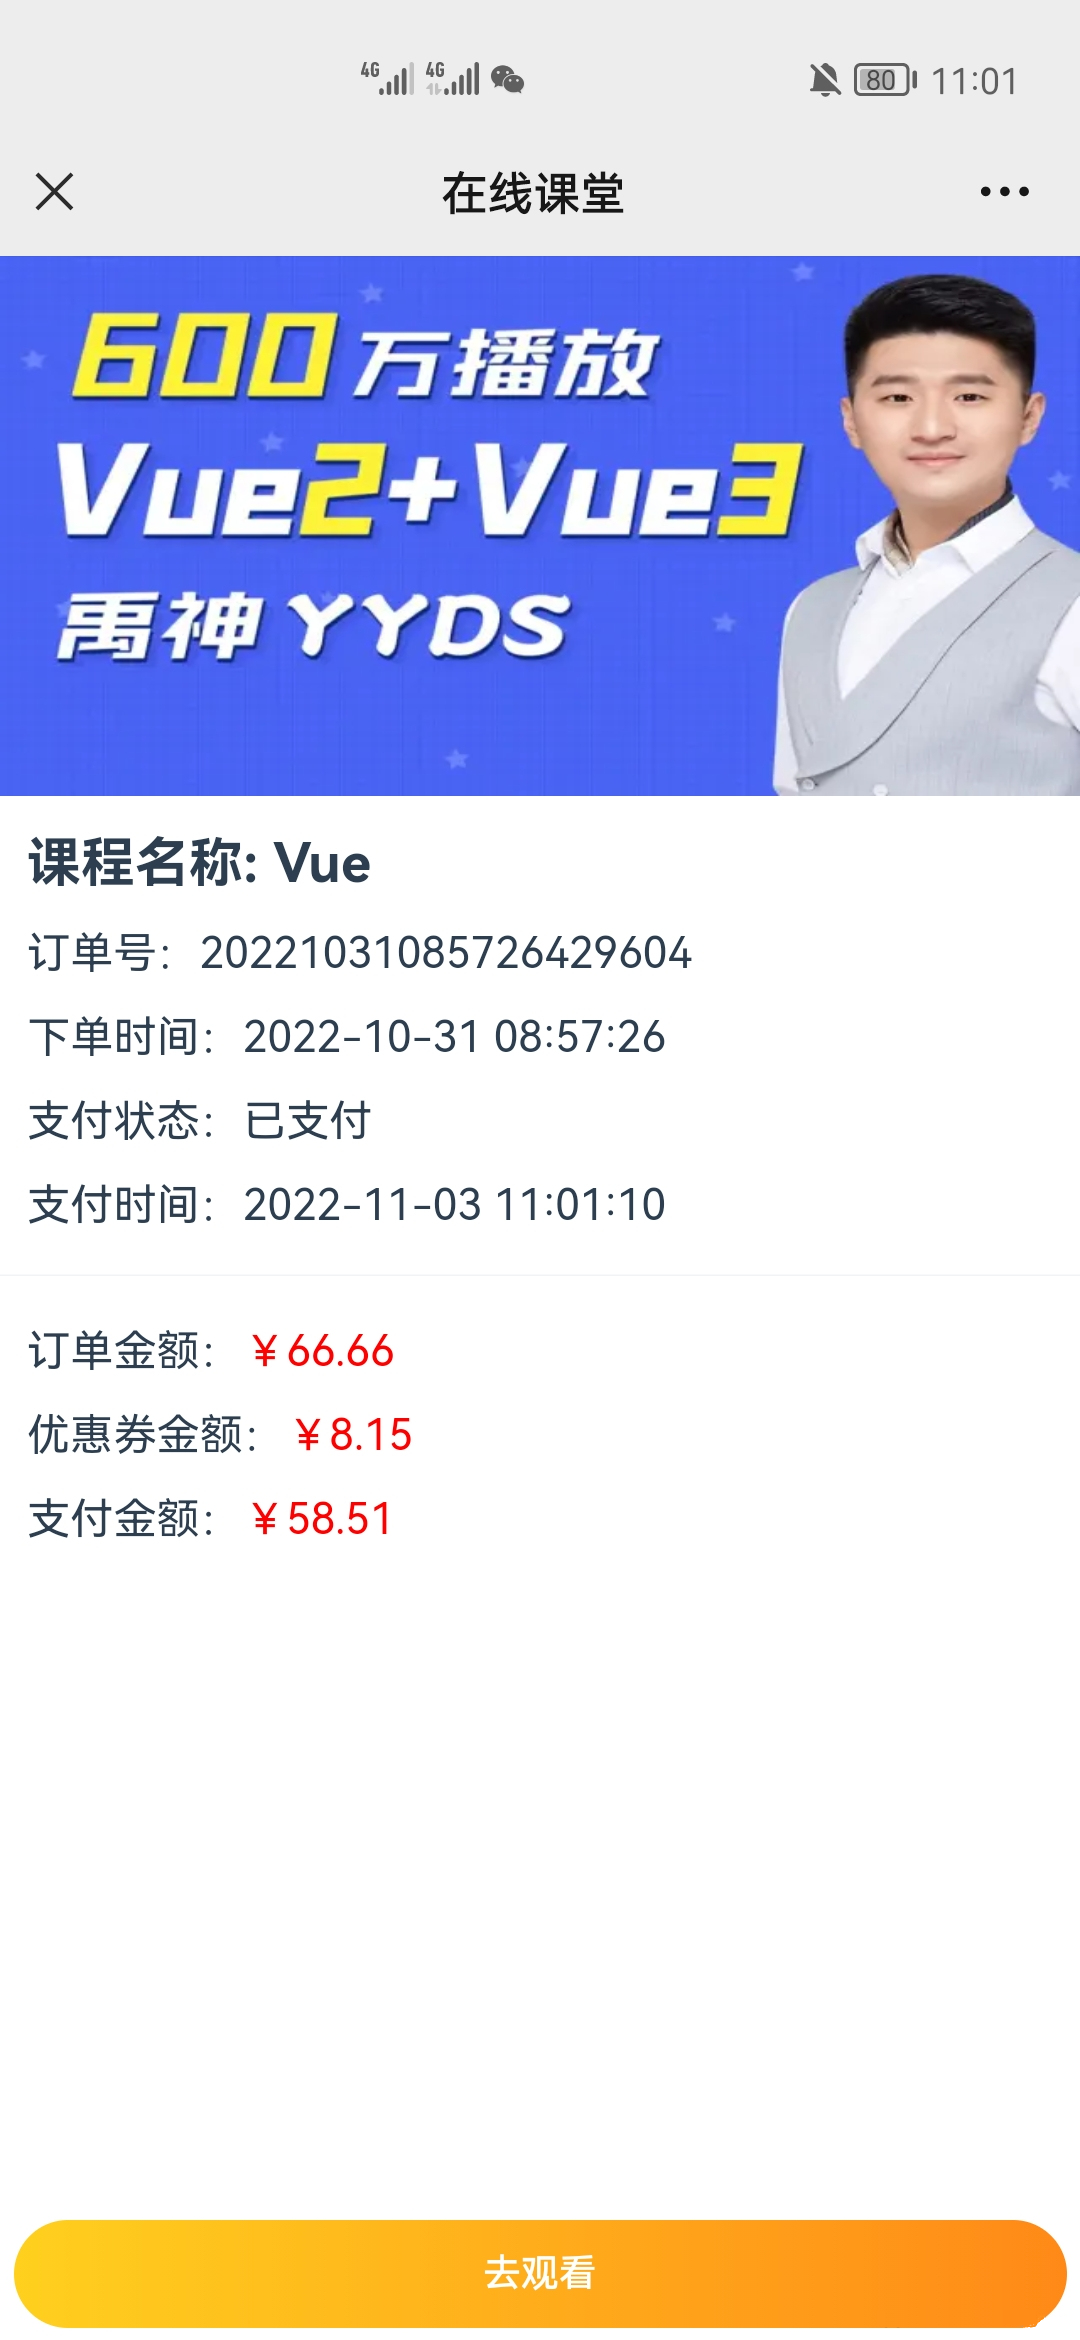 4G 4G 80 11:01
在线课堂
600万播放
Vue2+Vue3
禹神YYDS
课程名称: Vue
订单号：20221031085726429604
下单时间：2022-10-31 08:57:26
支付状态：已支付
支付时间：2022-11-03 11:01:10
订单金额：￥66.66
优惠券金额：￥8.15
支付金额：￥58.51
去观看